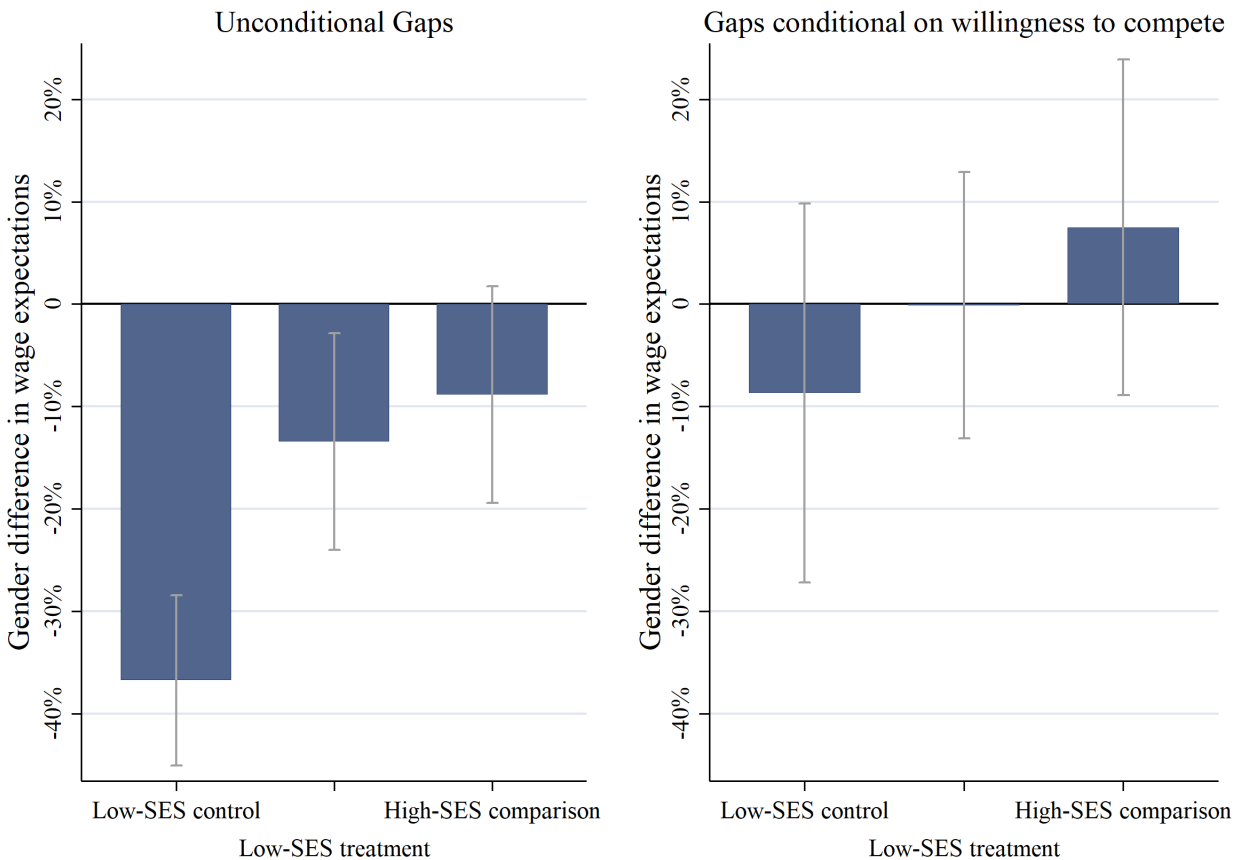 Unconditional Gaps
Gender difference in wage expectations
20%
10%
0
-10%
-20%
-30%
-40%
Low-SES control
Low-SES treatment
High-SES comparison
Gaps conditional on willingness to compete
Gender difference in wage expectations
20%
10%
0
-10%
-20%
-30%
-40%
Low-SES control
Low-SES treatment
High-SES comparison